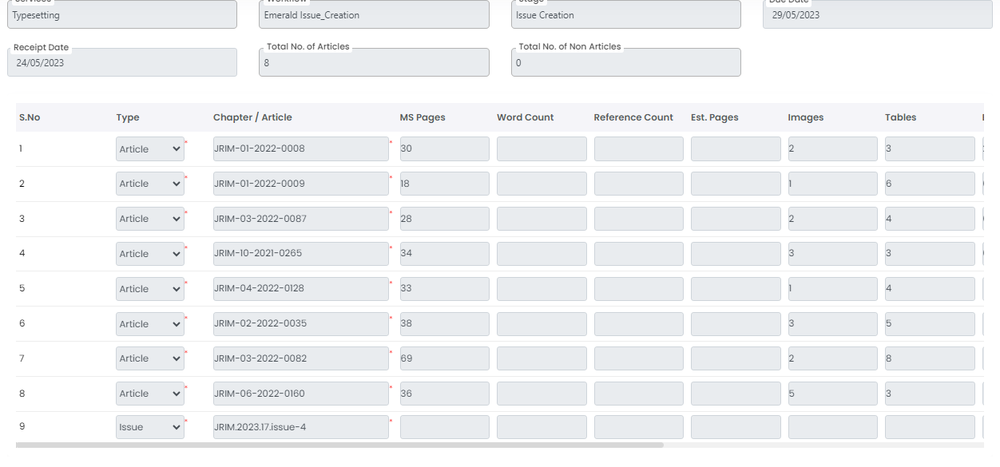 Services Workflow Stage Due Date
Typesetting Emerald Issue_Creation Issue Creation 29/05/2023
Receipt Date Total No. of Articles Total No. of Non Articles
24/05/2023 8 0
S.No Type Chapter / Article MS Pages Word Count Reference Count Est. Pages Images Tables
1 Article * JRIM-01-2022-0008 * 30 2 3
2 Article * JRIM-01-2022-0009 * 18 1 6
3 Article * JRIM-03-2022-0087 * 28 2 4
4 Article * JRIM-10-2021-0265 * 34 3 3
5 Article * JRIM-04-2022-0128 * 33 1 4
6 Article * JRIM-02-2022-0035 * 38 3 5
7 Article * JRIM-03-2022-0082 * 69 2 8
8 Article * JRIM-06-2022-0160 * 36 5 3
9 Issue * JRIM.2023.17.issue-4 *